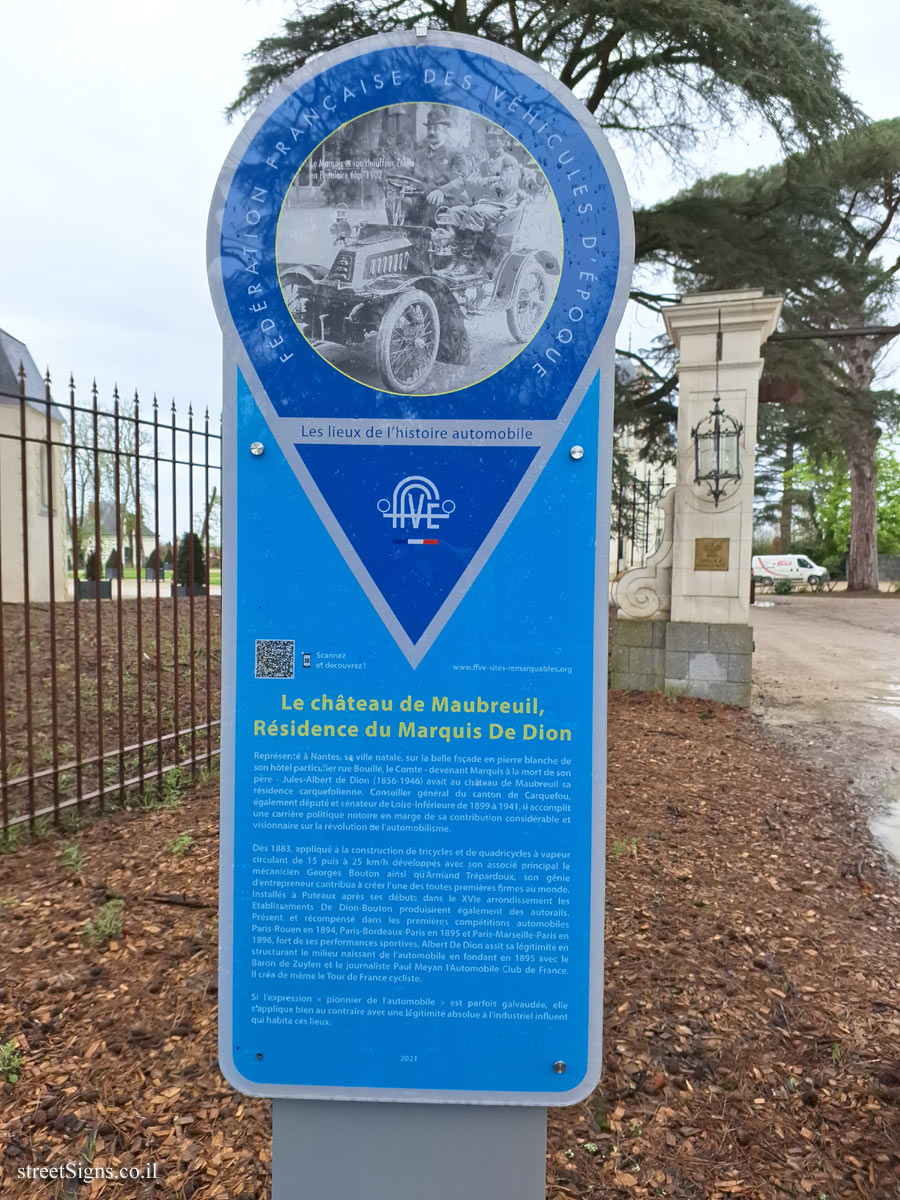 FÉDÉRATION FRANÇAISE DES VÉHICULES D'ÉPOQUE
Le Marquis et son chauffeur Zélélé
en Populaire 6hp 1902
Les lieux de l'histoire automobile
FFVE
Scannez
et découvrez !
www.ffve-sites-remarquables.org
Le château de Maubreuil,
Résidence du Marquis De Dion
Représenté à Nantes, sa ville natale, sur la belle façade en pierre blanche de
son hôtel particulier rue Bouillé, le Comte - devenant Marquis à la mort de son
père - Jules-Albert de Dion (1856-1946) avait au château de Maubreuil sa
résidence carquefolienne. Conseiller général du canton de Carquefou,
également député et sénateur de Loire-Inférieure de 1899 à 1941, il accomplit
une carrière politique notoire en marge de sa contribution considérable et
visionnaire sur la révolution de l'automobilisme.
Dès 1883, appliqué à la construction de tricycles et de quadricycles à vapeur
circulant de 15 puis à 25 km/h développés avec son associé principal le
mécanicien Georges Bouton ainsi qu'Armand Trépardoux, son génie
d'entrepreneur contribua à créer l'une des toutes premières firmes au monde.
Installés à Puteaux après ses débuts dans le XVIe arrondissement les
Etablissements De Dion-Bouton produisirent également des autorails.
Présent et récompensé dans les premières compétitions automobiles
Paris-Rouen en 1894, Paris-Bordeaux-Paris en 1895 et Paris-Marseille-Paris en
1896, fort de ses performances sportives, Albert De Dion assit sa légitimité en
structurant le milieu naissant de l'automobile en fondant en 1895 avec le
Baron de Zuylen et le journaliste Paul Meyan l'Automobile Club de France.
Il créa de même le Tour de France cycliste.
Si l'expression « pionnier de l'automobile » est parfois galvaudée, elle
s'applique bien au contraire avec une légitimité absolue à l'industriel influent
qui habita ces lieux.
2021
streetSigns.co.il